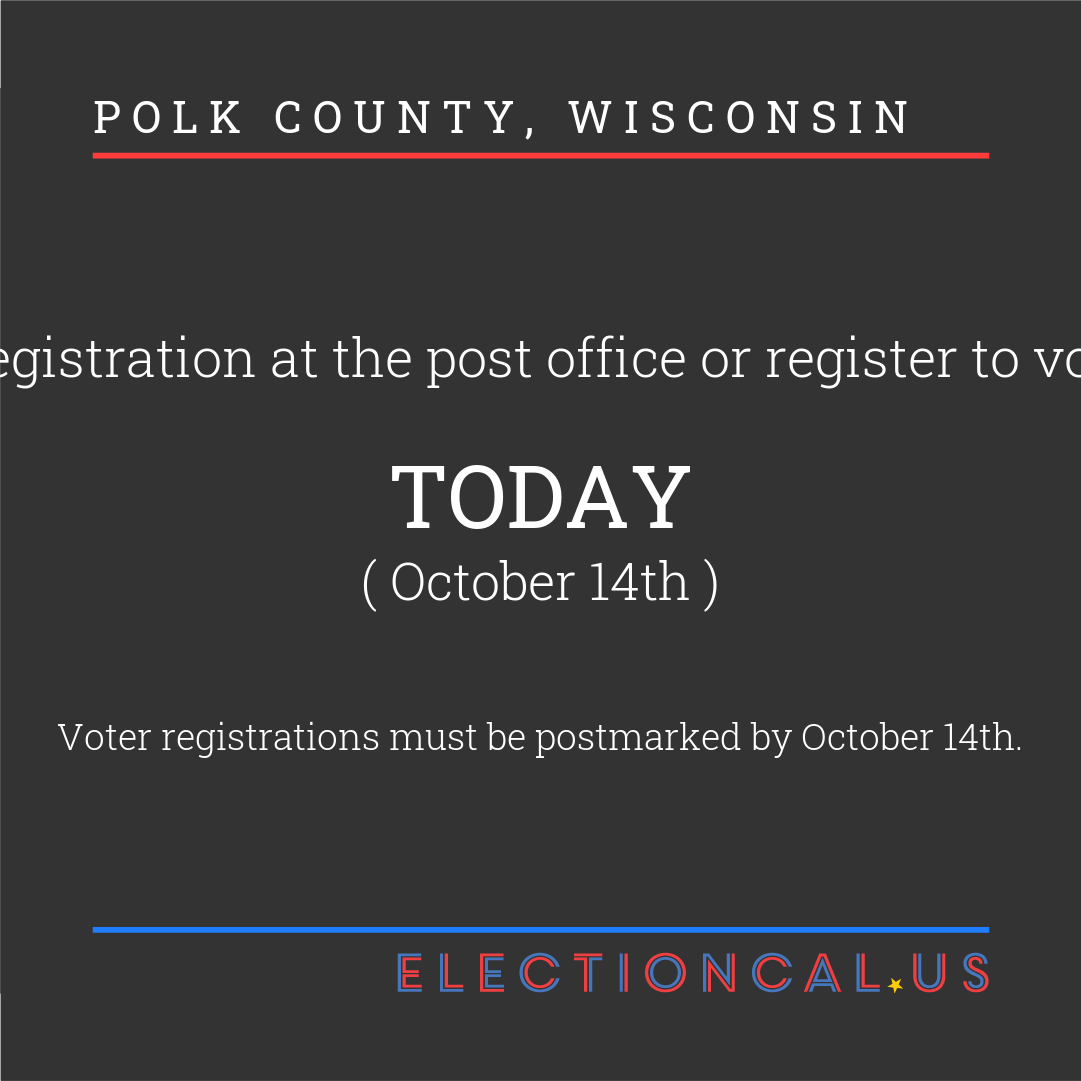 POLK COUNTY, WISCONSIN
egistration at the post office or register to vo
TODAY
( October 14th )
Voter registrations must be postmarked by October 14th.
ELECTIONCAL.US